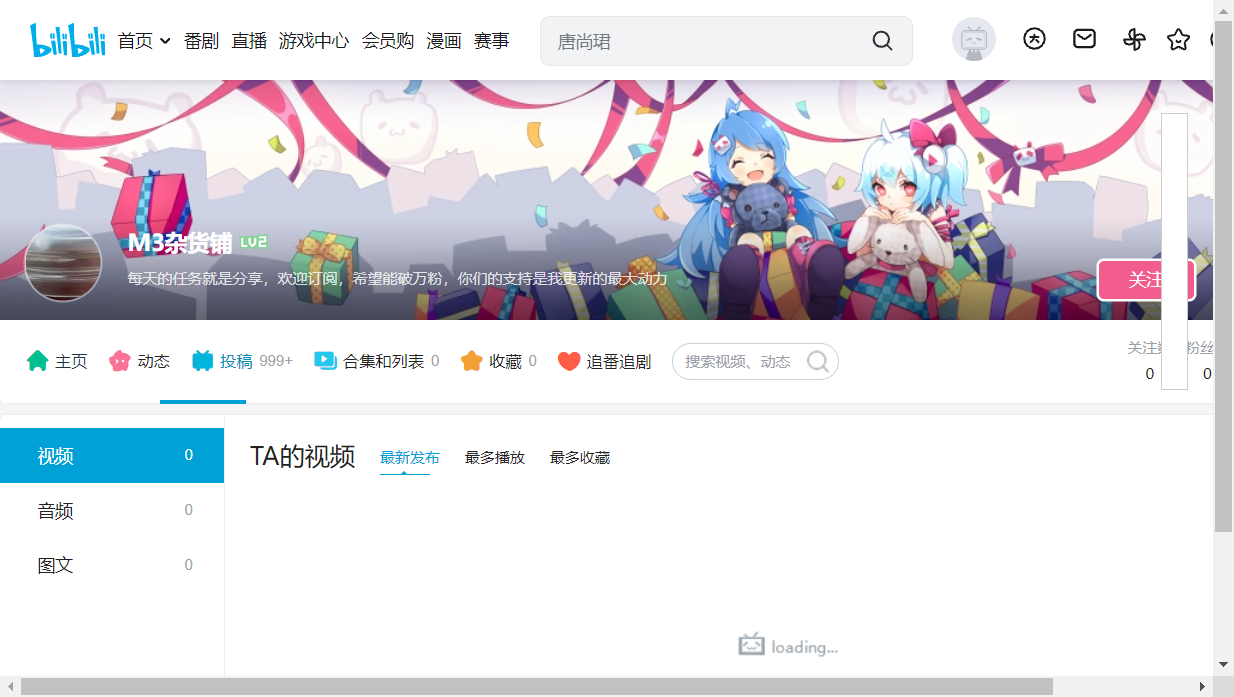 bilibili 首页 番剧 直播 游戏中心 会员购 漫画 赛事 唐尚珺
M3杂货铺 LV2
每天的任务就是分享，欢迎订阅，希望能破万粉，你们的支持是我更新的最大动力
关注
主页 动态 投稿 999+ 合集和列表 0 收藏 0 追番追剧 搜索视频、动态
关注 粉丝
0 0
视频 0
音频 0
图文 0
TA的视频 最新发布 最多播放 最多收藏
loading...